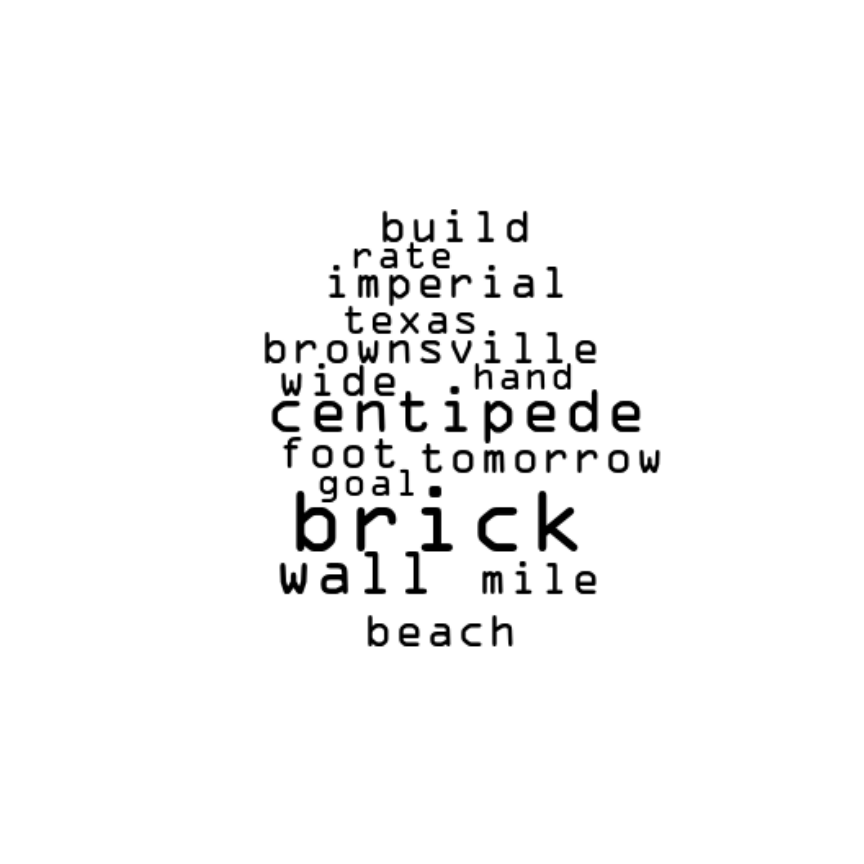 build
rate
imperial
texas
brownsville
wide hand
centipede
foot tomorrow
goal
brick
wall mile
beach